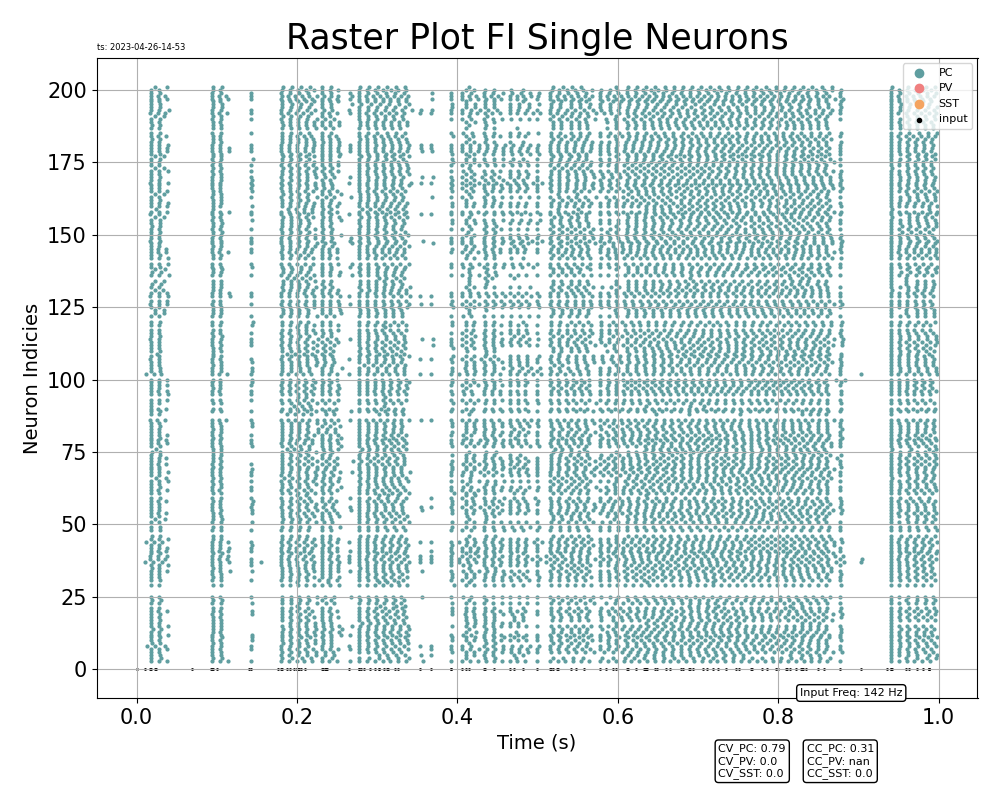 Raster Plot FI Single Neurons
ts: 2023-04-26-14-53
PC
PV
SST
input
200
175
150
125
100
75
50
25
0
Neuron Indicies
0.0 0.2 0.4 0.6 0.8 1.0
Time (s)
Input Freq: 142 Hz
CV_PC: 0.79
CV_PV: 0.0
CV_SST: 0.0
CC_PC: 0.31
CC_PV: nan
CC_SST: 0.0